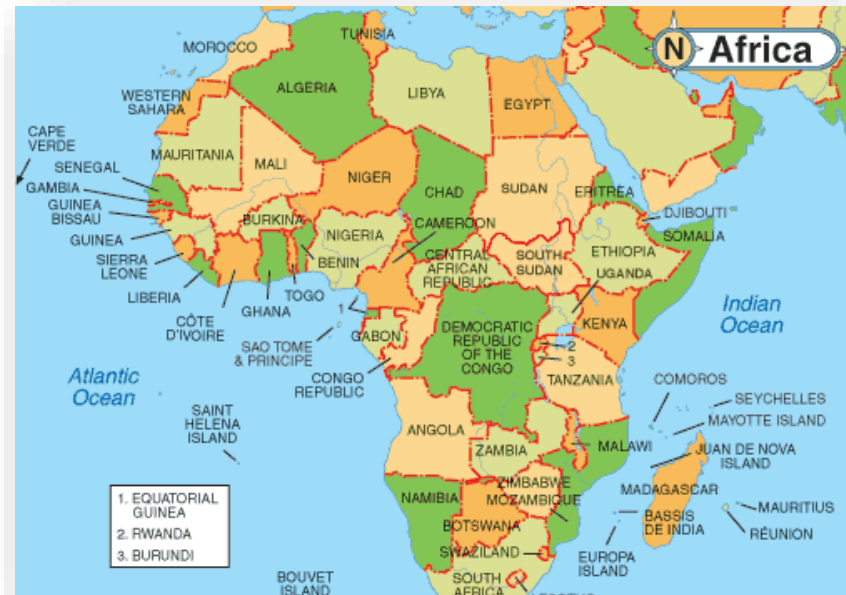 N Africa
MOROCCO
TUNISIA
ALGERIA
LIBYA
EGYPT
WESTERN
SAHARA
CAPE
VERDE
MAURITANIA
MALI
NIGER
CHAD
SUDAN
ERITREA
SENEGAL
GAMBIA
GUINEA
BISSAU
GUINEA
SIERRA
LEONE
LIBERIA
CÔTE
D'IVOIRE
BURKINA
GHANA
TOGO
BENIN
NIGERIA
CAMEROON
CENTRAL
AFRICAN
REPUBLIC
SOUTH
SUDAN
DJIBOUTI
SOMALIA
ETHIOPIA
UGANDA
KENYA
Indian
Ocean
1
SAO TOME
& PRINCIPE
GABON
CONGO
REPUBLIC
DEMOCRATIC
REPUBLIC
OF THE
CONGO
2
3
TANZANIA
Atlantic
Ocean
SAINT
HELENA
ISLAND
COMOROS
SEYCHELLES
MAYOTTE ISLAND
JUAN DE NOVA
ISLAND
ANGOLA
ZAMBIA
MALAWI
ZIMBABWE
MOZAMBIQUE
MADAGASCAR
MAURITIUS
RÉUNION
BASSIS
DE INDIA
EUROPA
ISLAND
NAMIBIA
BOTSWANA
SWAZILAND
SOUTH
AFRICA
1. EQUATORIAL
GUINEA
2. RWANDA
3. BURUNDI
BOUVET
ISLAND